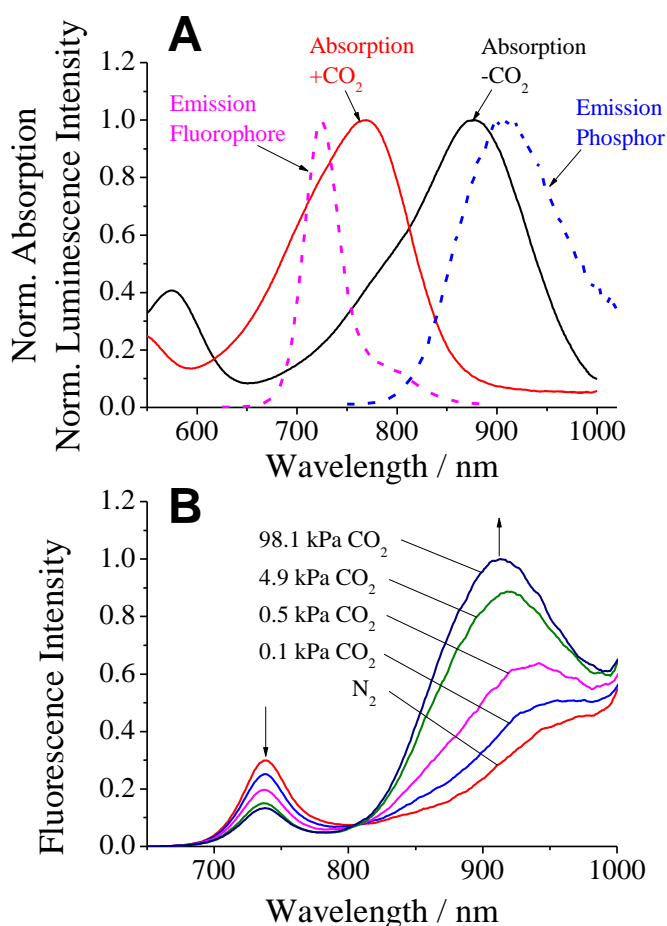 A
Absorption
+CO2
Absorption
-CO2
Emission
Fluorophore
Emission
Phosphor
Norm. Absorption
Norm. Luminescence Intensity
1.2
1.0
0.8
0.6
0.4
0.2
0.0
600 700 800 900 1000
Wavelength / nm
B
98.1 kPa CO2
4.9 kPa CO2
0.5 kPa CO2
0.1 kPa CO2
N2
Fluorescence Intensity
1.2
1.0
0.8
0.6
0.4
0.2
0.0
700 800 900 1000
Wavelength / nm